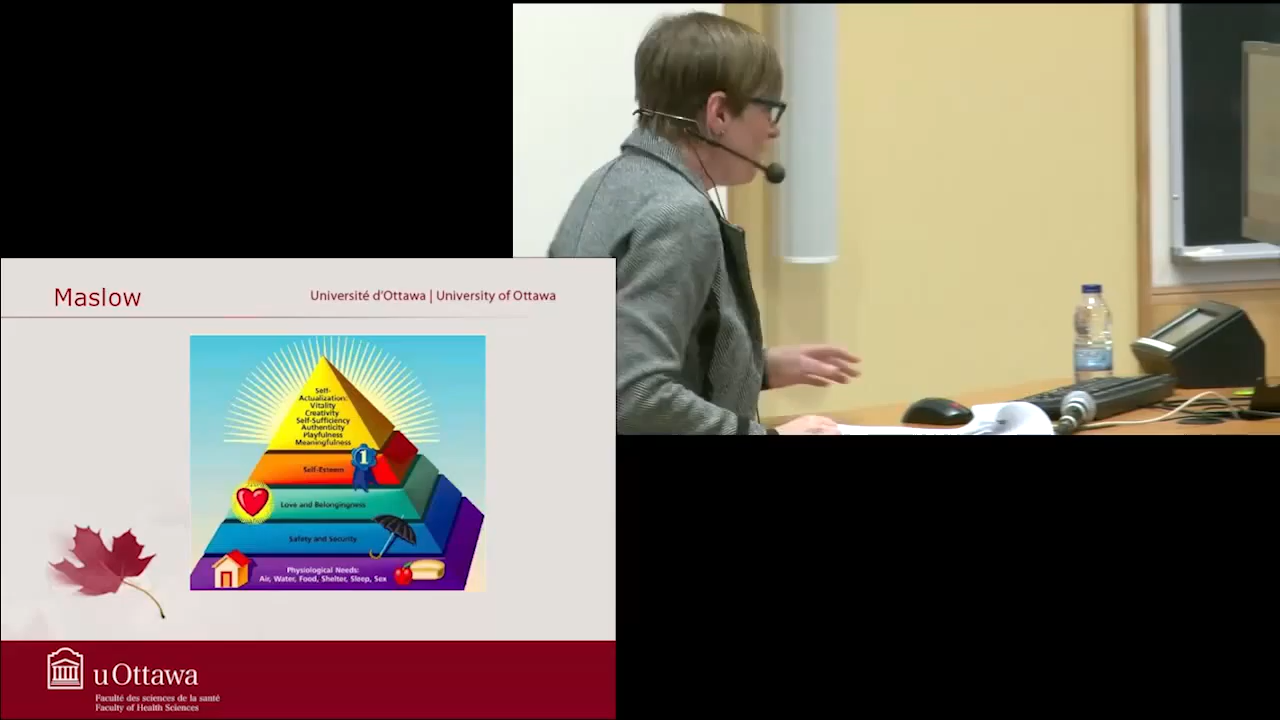 Maslow
Université d'Ottawa | University of Ottawa
Self-
Actualization:
Vitality
Creativity
Self-Sufficiency
Authenticity
Playfulness
Meaningfulness
1
Self-Esteem
Love and Belongingness
Safety and Security
Physiological Needs:
Air, Water, Food, Shelter, Sleep, Sex
uOttawa
Faculté des sciences de la santé
Faculty of Health Sciences